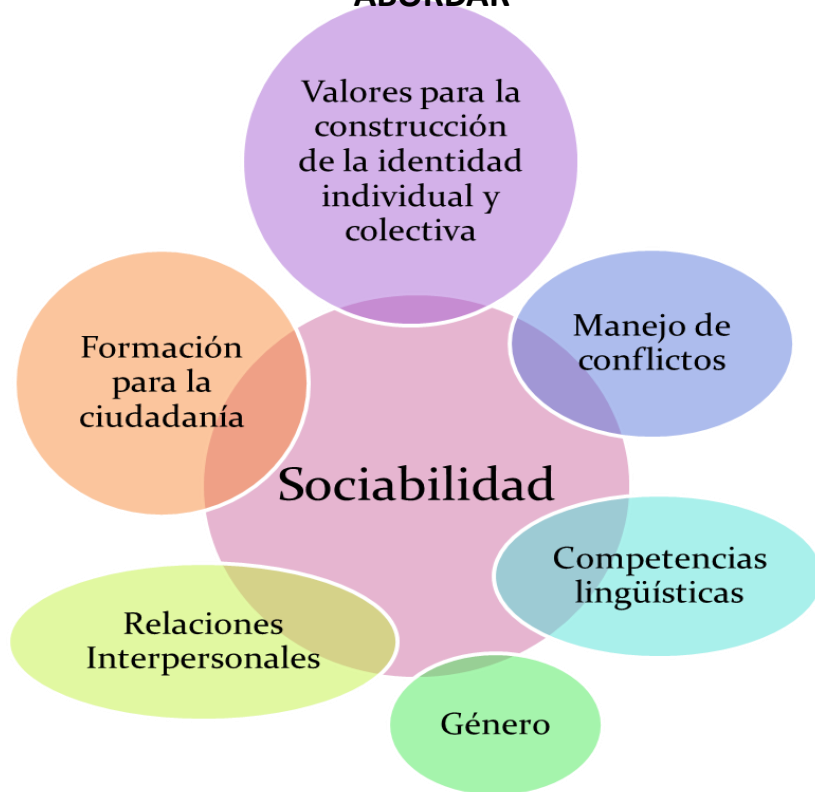 ABORDAR
Valores para la
construcción
de la identidad
individual y
colectiva
Manejo de
conflictos
Formación
para la
ciudadanía
Sociabilidad
Competencias
lingüísticas
Relaciones
Interpersonales
Género